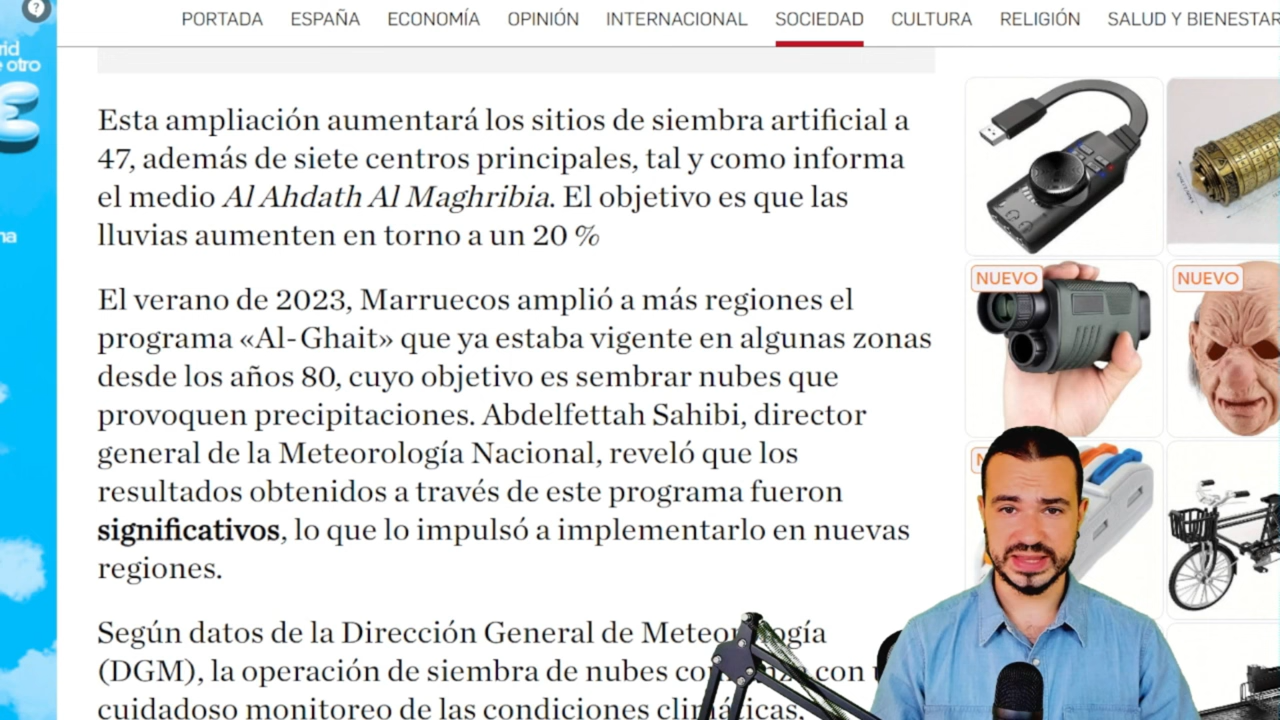 PORTADA ESPAÑA ECONOMÍA OPINIÓN INTERNACIONAL SOCIEDAD CULTURA RELIGIÓN SALUD Y BIENESTAR
?
otro
€
Esta ampliación aumentará los sitios de siembra artificial a
47, además de siete centros principales, tal y como informa
el medio Al Ahdath Al Maghribia. El objetivo es que las
lluvias aumenten en torno a un 20 %
El verano de 2023, Marruecos amplió a más regiones el
programa «Al-Ghait» que ya estaba vigente en algunas zonas
desde los años 80, cuyo objetivo es sembrar nubes que
provoquen precipitaciones. Abdelfettah Sahibi, director
general de la Meteorología Nacional, reveló que los
resultados obtenidos a través de este programa fueron
significativos, lo que lo impulsó a implementarlo en nuevas
regiones.
Según datos de la Dirección General de Meteorología
(DGM), la operación de siembra de nubes con
cuidadoso monitoreo de las condiciones climáticas,
NUEVO
NUEVO